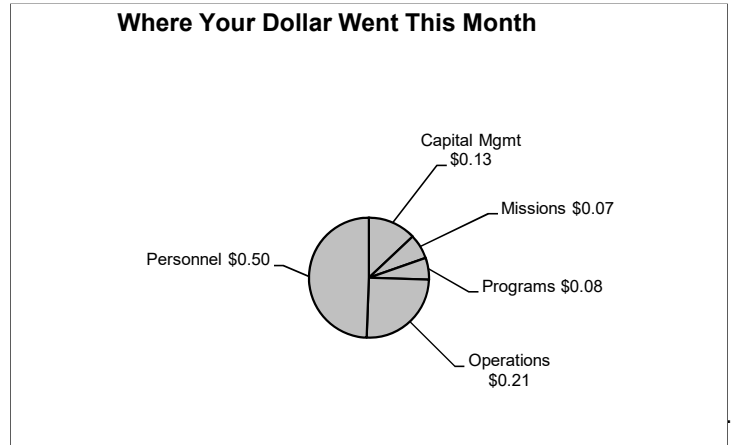 Where Your Dollar Went This Month
Capital Mgmt
$0.13
Missions $0.07
Personnel $0.50
Programs $0.08
Operations
$0.21
.